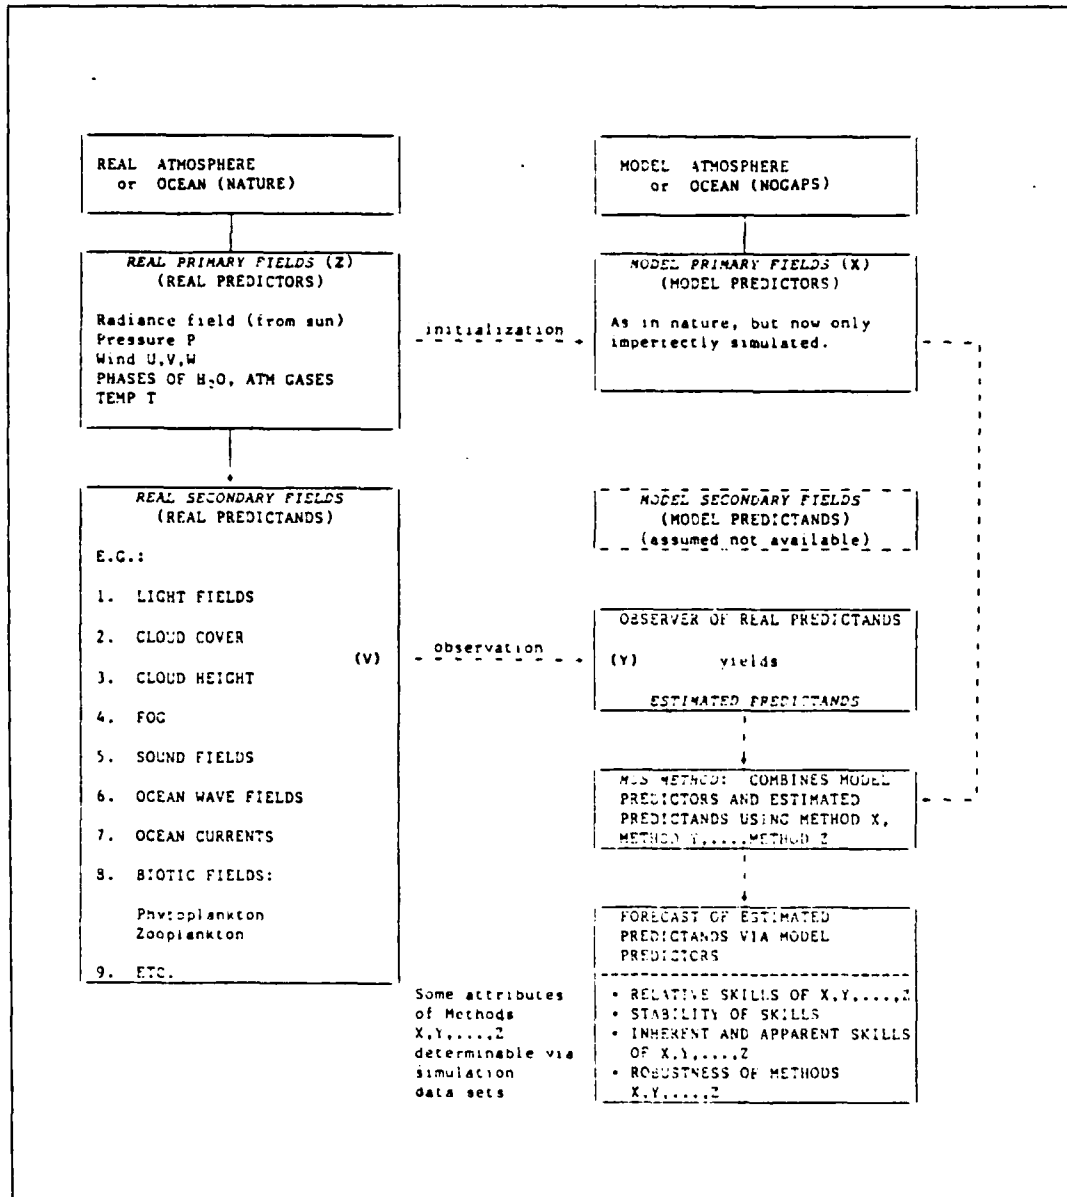 REAL ATMOSPHERE
or OCEAN (NATURE)
MODEL ATMOSPHERE
or OCEAN (NOGAPS)
REAL PRIMARY FIELDS (Z)
(REAL PREDICTORS)
Radiance field (from sun)
Pressure P
Wind U,V,W
PHASES OF H₂O, ATM GASES
TEMP T
initialization
MODEL PRIMARY FIELDS (X)
(MODEL PREDICTORS)
As in nature, but now only
impertectly simulated.
REAL SECONDARY FIELDS
(REAL PREDICTANDS)
E.G.:
1. LIGHT FIELDS
2. CLOUD COVER
(V)
3. CLOUD HEIGHT
4. FOG
5. SOUND FIELDS
6. OCEAN WAVE FIELDS
7. OCEAN CURRENTS
8. BIOTIC FIELDS:
Phytoplankton
Zooplankton
9. ETC.
MODEL SECONDARY FIELDS
(MODEL PREDICTANDS)
(assumed not available)
observation
OBSERVER OF REAL PREDICTANDS
(Y) yields
ESTIMATED PREDICTANDS
MOS METHOD: COMBINES MODEL
PREDICTORS AND ESTIMATED
PREDICTANDS USING METHOD X,
METHOD Y,....METHOD Z
FORECAST OF ESTIMATED
PREDICTANDS VIA MODEL
PREDICTORS
Some attributes
of Methods
X,Y,...,Z
determinable via
simulation
data sets
• RELATIVE SKILLS OF X,Y,...,Z
• STABILITY OF SKILLS
• INHERENT AND APPARENT SKILLS
OF X,Y,...,Z
• ROBUSTNESS OF METHODS
X,Y,...,Z